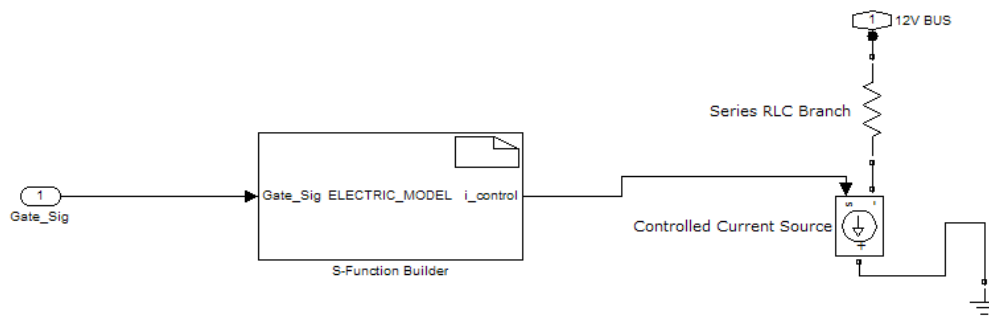 1 12V BUS
Series RLC Branch
1
Gate_Sig
Gate_Sig ELECTRIC_MODEL i_control
S-Function Builder
s -
Controlled Current Source
+